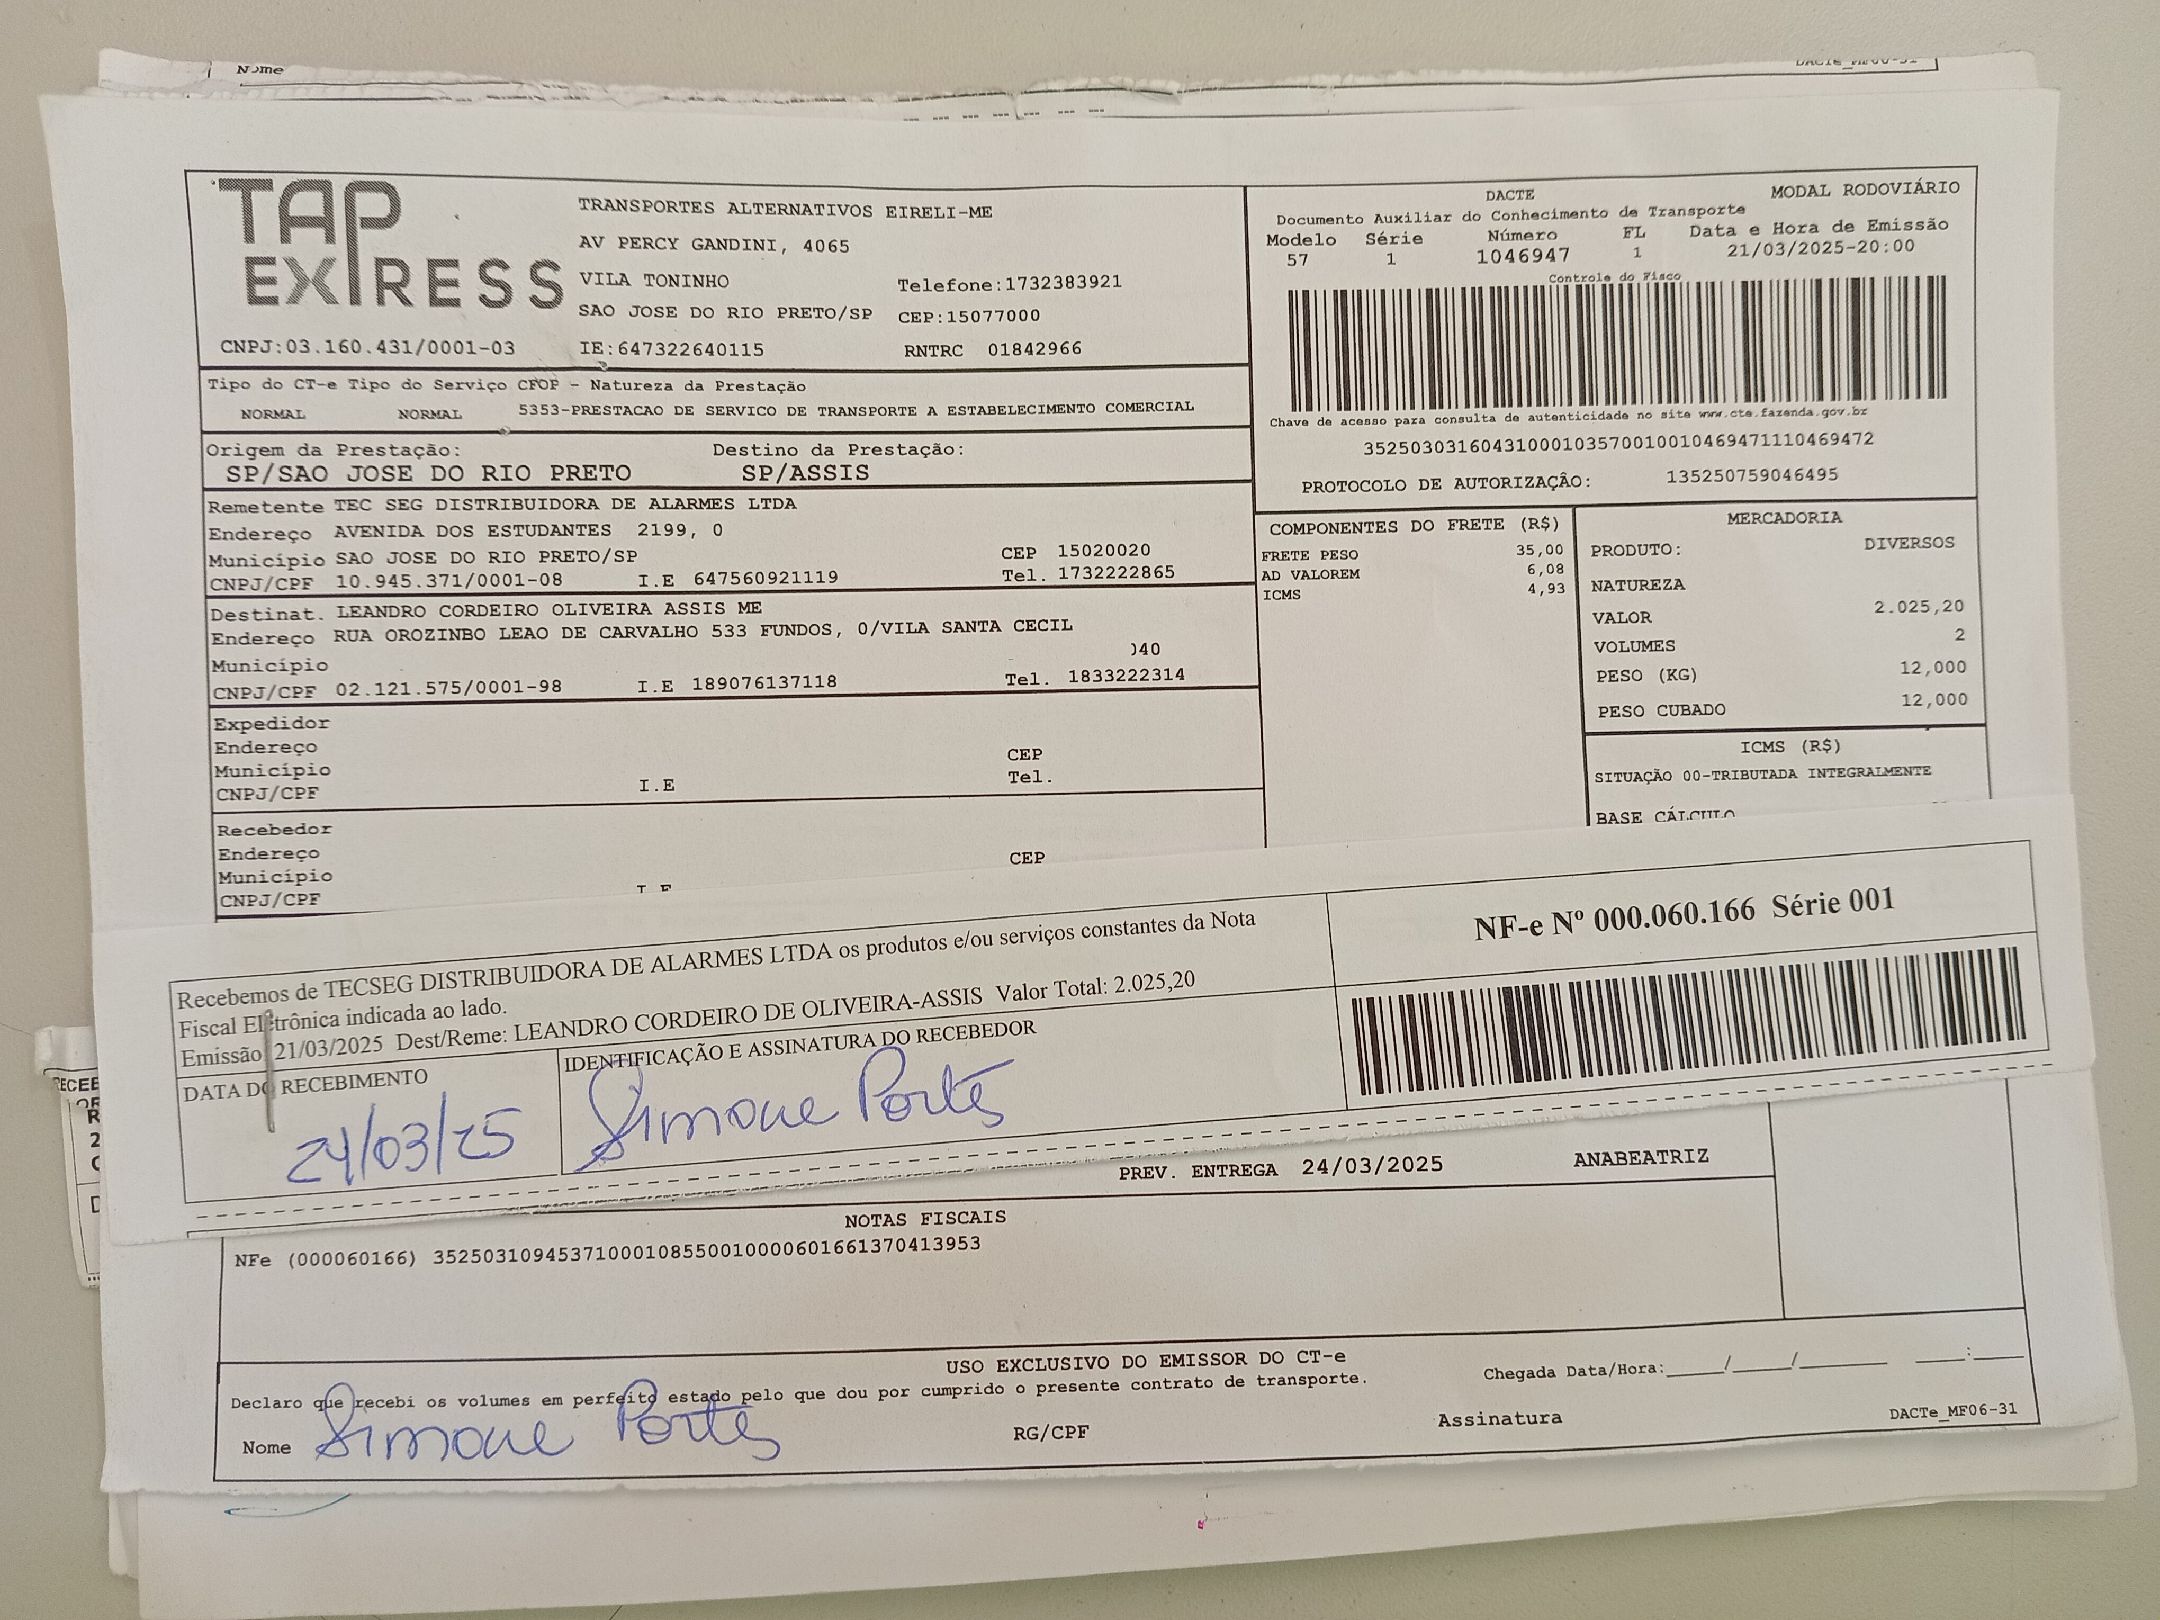 Nome
TAP EXPRESS
TRANSPORTES ALTERNATIVOS EIRELI-ME
AV PERCY GANDINI, 4065
VILA TONINHO Telefone:1732383921
SAO JOSE DO RIO PRETO/SP CEP:15077000
CNPJ:03.160.431/0001-03 IE:647322640115 RNTRC 01842966
DACTE MODAL RODOVIÁRIO
Documento Auxiliar do Conhecimento de Transporte
Modelo Série Número FL Data e Hora de Emissão
57 1 1046947 1 21/03/2025-20:00
Controle do Fisco
Chave de acesso para consulta de autenticidade no site www.cte.fazenda.gov.br
35250303160431000103570010010469471110469472
PROTOCOLO DE AUTORIZAÇÃO: 135250759046495
Tipo do CT-e Tipo do Serviço CFOP - Natureza da Prestação
NORMAL NORMAL 5353-PRESTACAO DE SERVICO DE TRANSPORTE A ESTABELECIMENTO COMERCIAL
Origem da Prestação: Destino da Prestação:
SP/SAO JOSE DO RIO PRETO SP/ASSIS
Remetente TEC SEG DISTRIBUIDORA DE ALARMES LTDA
Endereço AVENIDA DOS ESTUDANTES 2199, 0
Município SAO JOSE DO RIO PRETO/SP CEP 15020020
CNPJ/CPF 10.945.371/0001-08 I.E 647560921119 Tel. 1732222865
Destinat. LEANDRO CORDEIRO OLIVEIRA ASSIS ME
Endereço RUA OROZINBO LEAO DE CARVALHO 533 FUNDOS, 0/VILA SANTA CECIL
Município 040
CNPJ/CPF 02.121.575/0001-98 I.E 189076137118 Tel. 1833222314
Expedidor
Endereço
Município CEP
CNPJ/CPF I.E Tel.
Recebedor
Endereço
Município CEP
CNPJ/CPF I.E
COMPONENTES DO FRETE (R$)
FRETE PESO 35,00
AD VALOREM 6,08
ICMS 4,93
MERCADORIA
PRODUTO: DIVERSOS
NATUREZA
VALOR 2.025,20
VOLUMES 2
PESO (KG) 12,000
PESO CUBADO 12,000
ICMS (R$)
SITUAÇÃO 00-TRIBUTADA INTEGRALMENTE
BASE CÁLCULO
Recebemos de TECSEG DISTRIBUIDORA DE ALARMES LTDA os produtos e/ou serviços constantes da Nota
Fiscal Eletrônica indicada ao lado.
Emissão 21/03/2025 Dest/Reme: LEANDRO CORDEIRO DE OLIVEIRA-ASSIS Valor Total: 2.025,20
DATA DO RECEBIMENTO IDENTIFICAÇÃO E ASSINATURA DO RECEBEDOR
24/03/25 Simone Portes
NF-e Nº 000.060.166 Série 001
PREV. ENTREGA 24/03/2025 ANABEATRIZ
NOTAS FISCAIS
NFe (000060166) 35250310945371000108550010000601661370413953
USO EXCLUSIVO DO EMISSOR DO CT-e
Declaro que recebi os volumes em perfeito estado pelo que dou por cumprido o presente contrato de transporte.
Chegada Data/Hora:____/____/______ ____:____
Nome Simone Portes RG/CPF Assinatura
DACTe_MF06-31